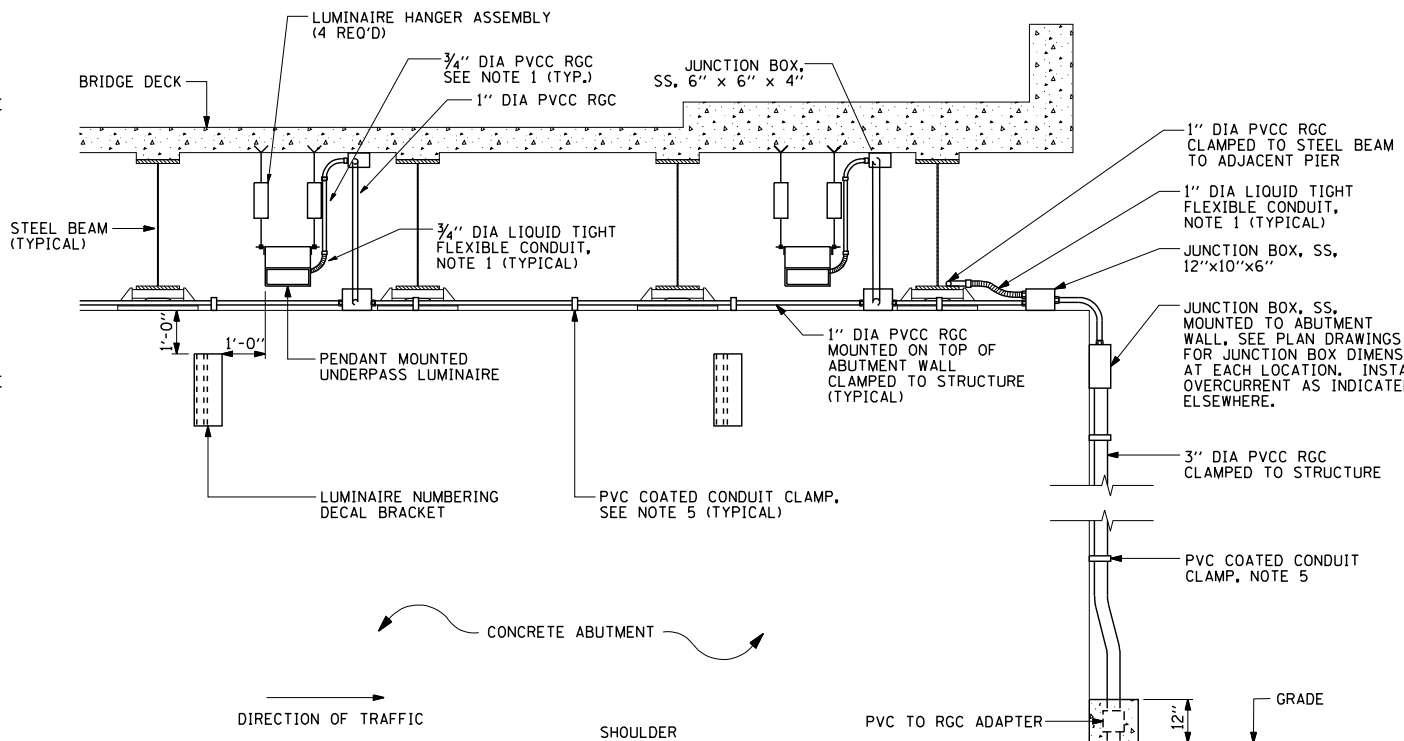 LUMINAIRE HANGER ASSEMBLY
(4 REQ'D)
BRIDGE DECK
3/4" DIA PVCC RGC
SEE NOTE 1 (TYP.)
1" DIA PVCC RGC
JUNCTION BOX,
SS, 6" x 6" x 4"
1" DIA PVCC RGC
CLAMPED TO STEEL BEAM
TO ADJACENT PIER
1" DIA LIQUID TIGHT
FLEXIBLE CONDUIT,
NOTE 1 (TYPICAL)
STEEL BEAM
(TYPICAL)
3/4" DIA LIQUID TIGHT
FLEXIBLE CONDUIT,
NOTE 1 (TYPICAL)
JUNCTION BOX, SS,
12"x10"x6"
JUNCTION BOX, SS,
MOUNTED TO ABUTMENT
WALL, SEE PLAN DRAWINGS
FOR JUNCTION BOX DIMENS
AT EACH LOCATION. INSTA
OVERCURRENT AS INDICATE
ELSEWHERE.
1'-0"
1'-0"
PENDANT MOUNTED
UNDERPASS LUMINAIRE
1" DIA PVCC RGC
MOUNTED ON TOP OF
ABUTMENT WALL
CLAMPED TO STRUCTURE
(TYPICAL)
3" DIA PVCC RGC
CLAMPED TO STRUCTURE
LUMINAIRE NUMBERING
DECAL BRACKET
PVC COATED CONDUIT CLAMP,
SEE NOTE 5 (TYPICAL)
PVC COATED CONDUIT
CLAMP, NOTE 5
CONCRETE ABUTMENT
DIRECTION OF TRAFFIC
SHOULDER
PVC TO RGC ADAPTER
12"
GRADE